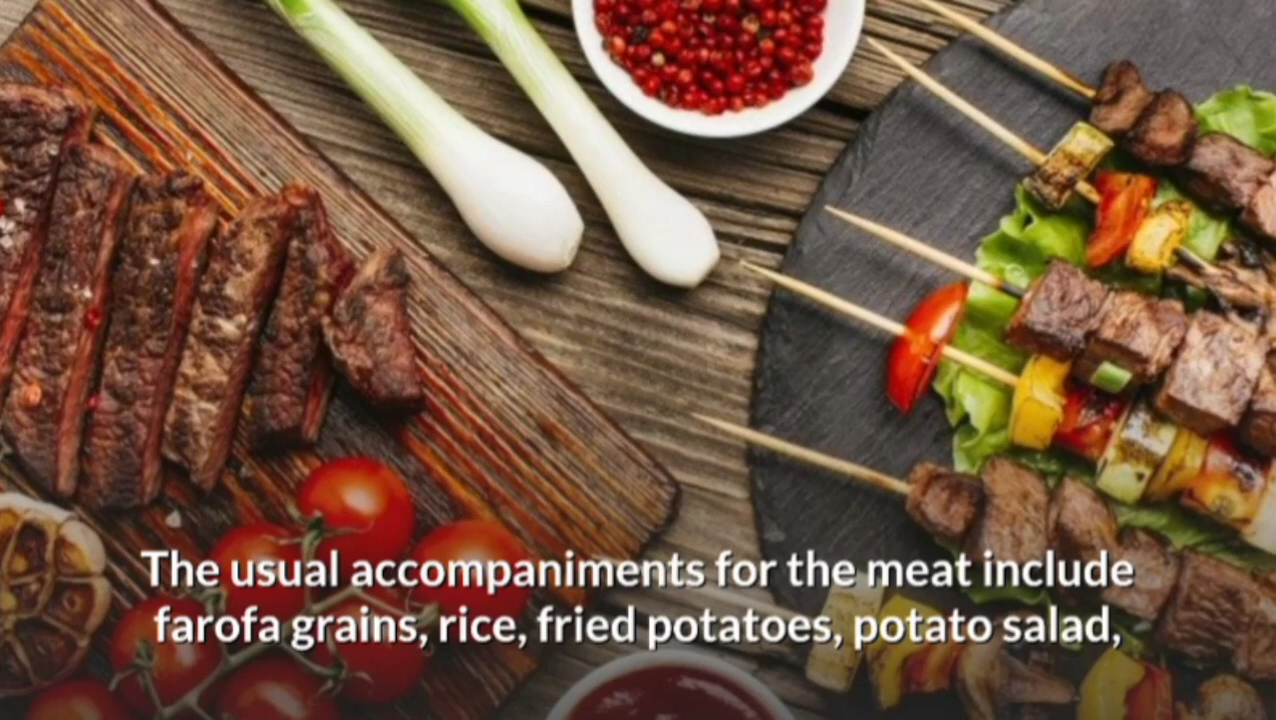 The usual accompaniments for the meat include
farofa grains, rice, fried potatoes, potato salad,